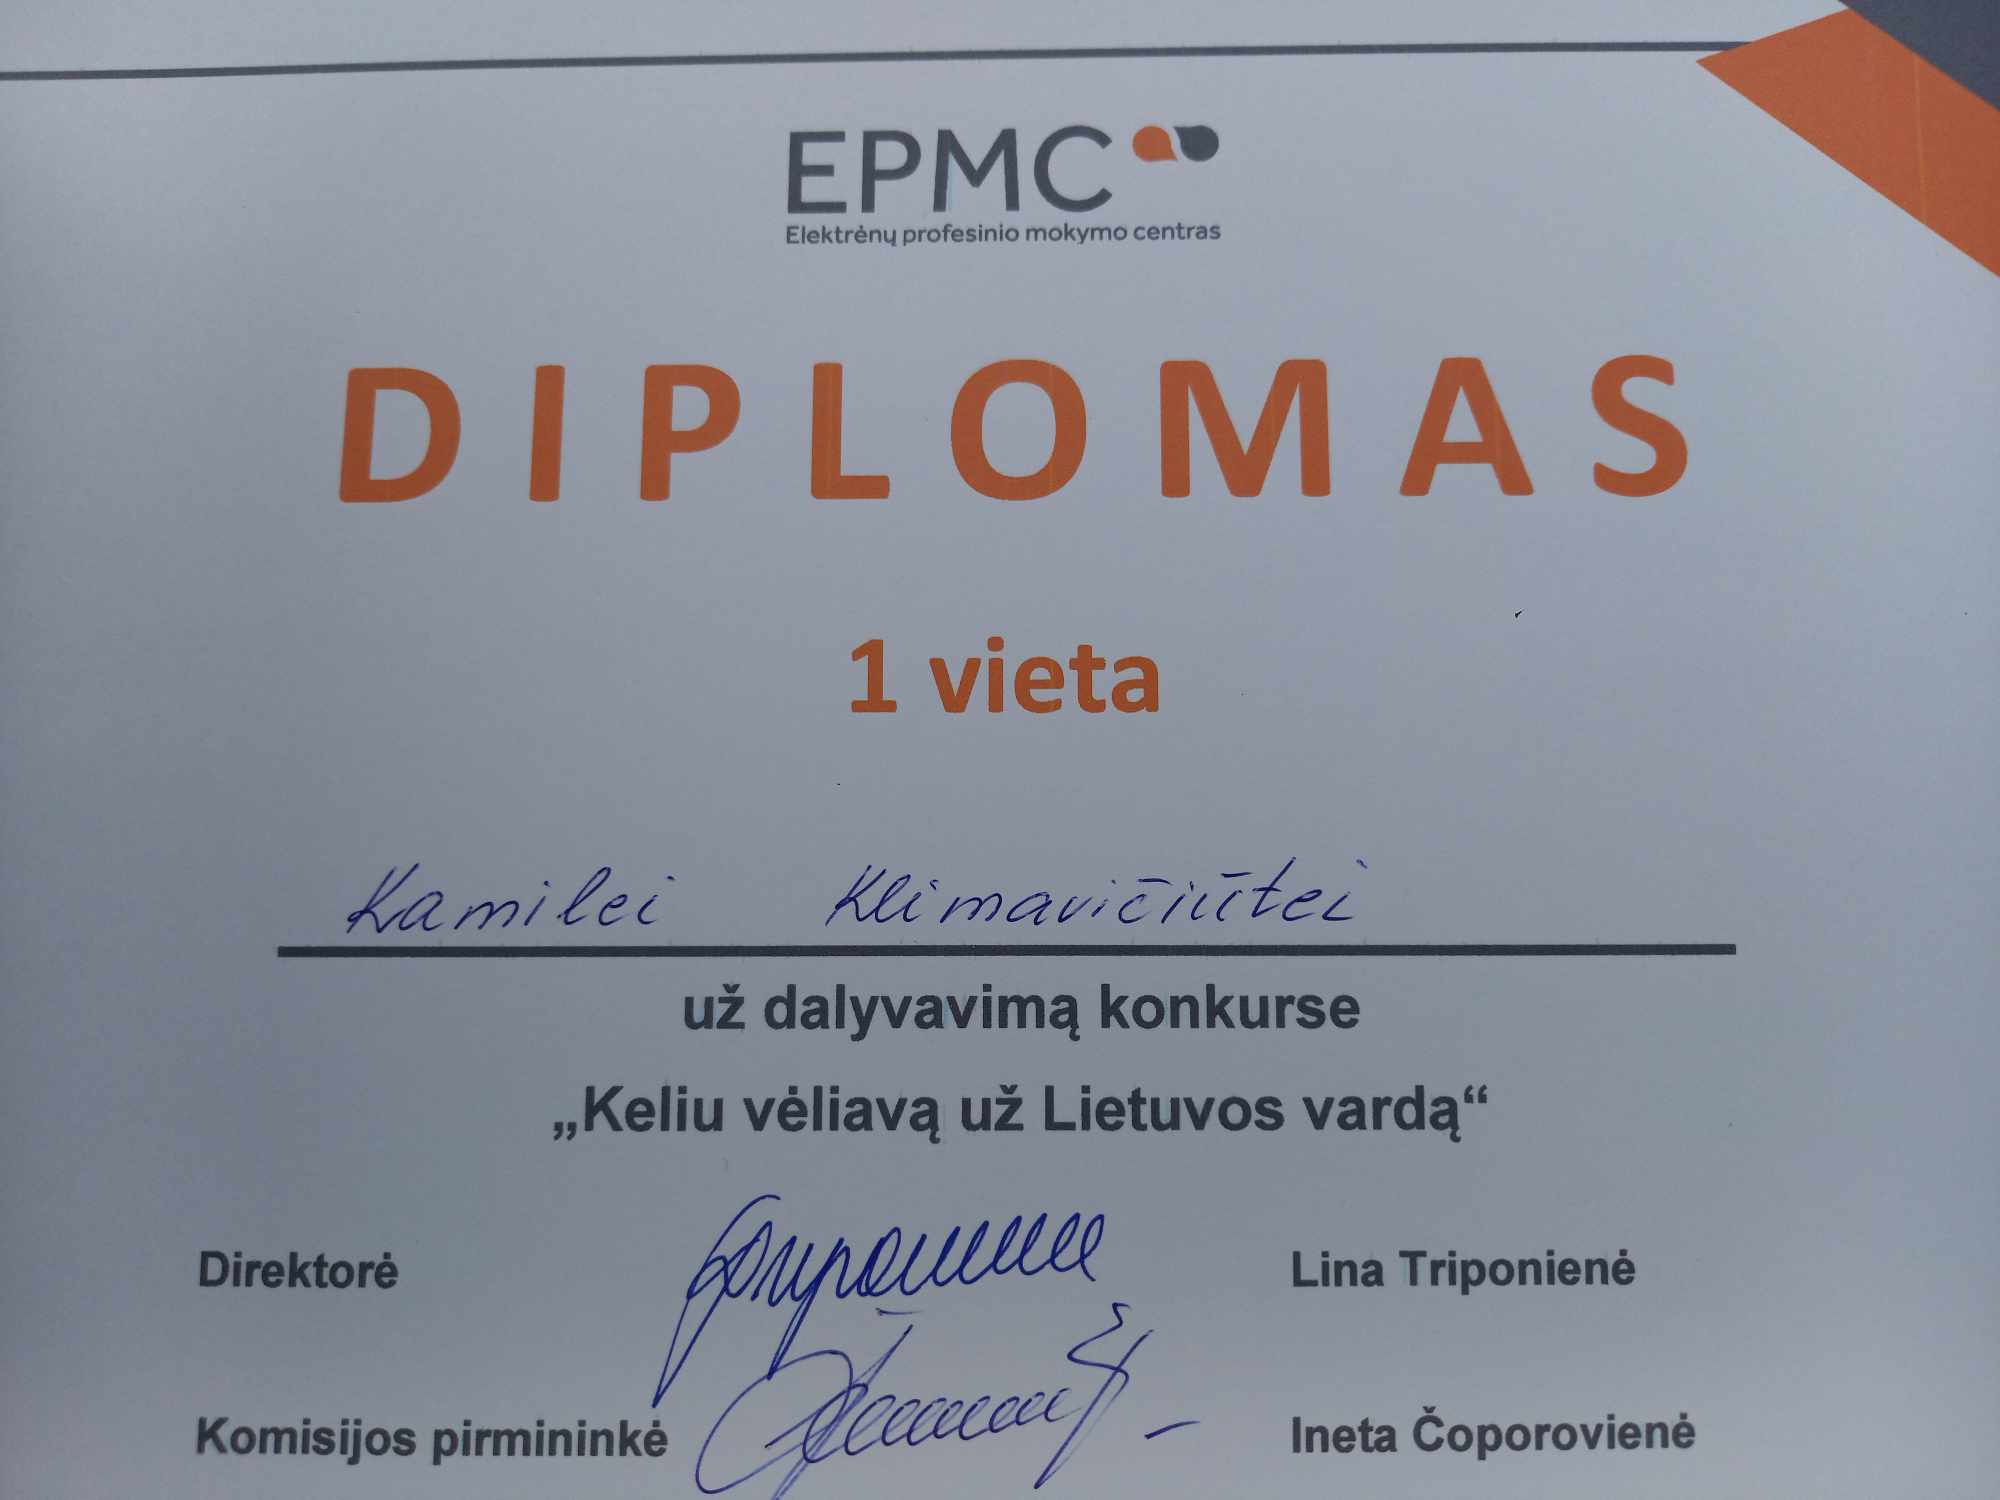 EPMC
Elektrėnų profesinio mokymo centras
DIPLOMAS
1 vieta
Kamilei Klimavičiūtei
už dalyvavimą konkurse
„Keliu vėliavą už Lietuvos vardą“
Direktorė Lina Triponienė
Komisijos pirmininkė Ineta Čoporovienė